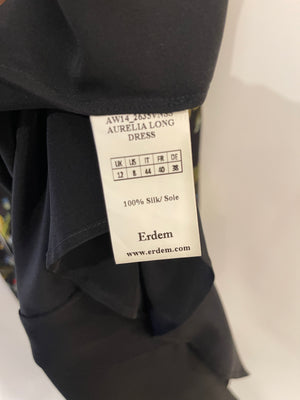 AURELIA LONG
DRESS
UK US IT FR DE
12 8 44 40 38
100% Silk/ Soie
Erdem
www.erdem.com